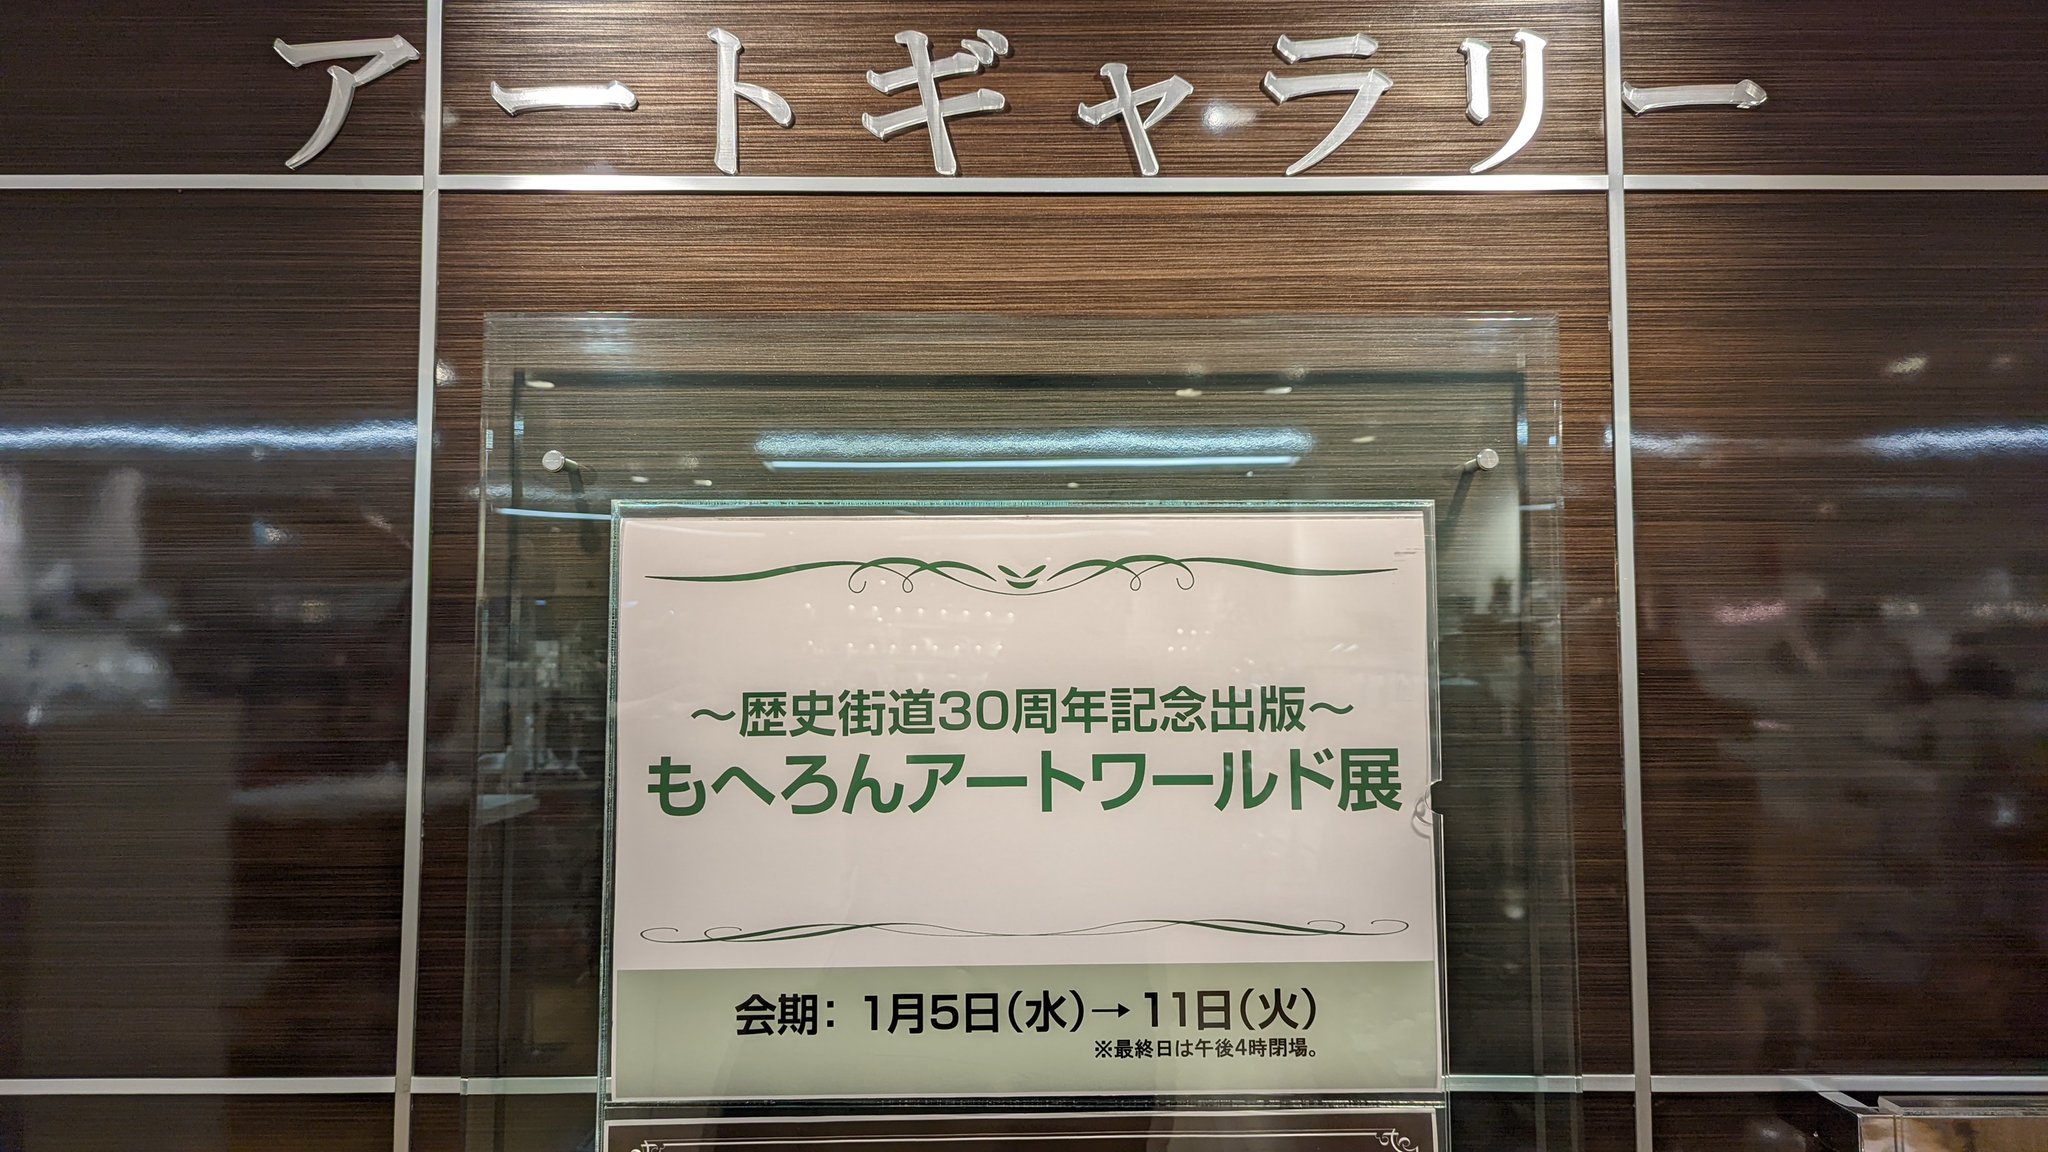 アートギャラリー
～歴史街道30周年記念出版～
もへろんアートワールド展
会期：1月5日（水）→11日（火）
※最終日は午後4時閉場。